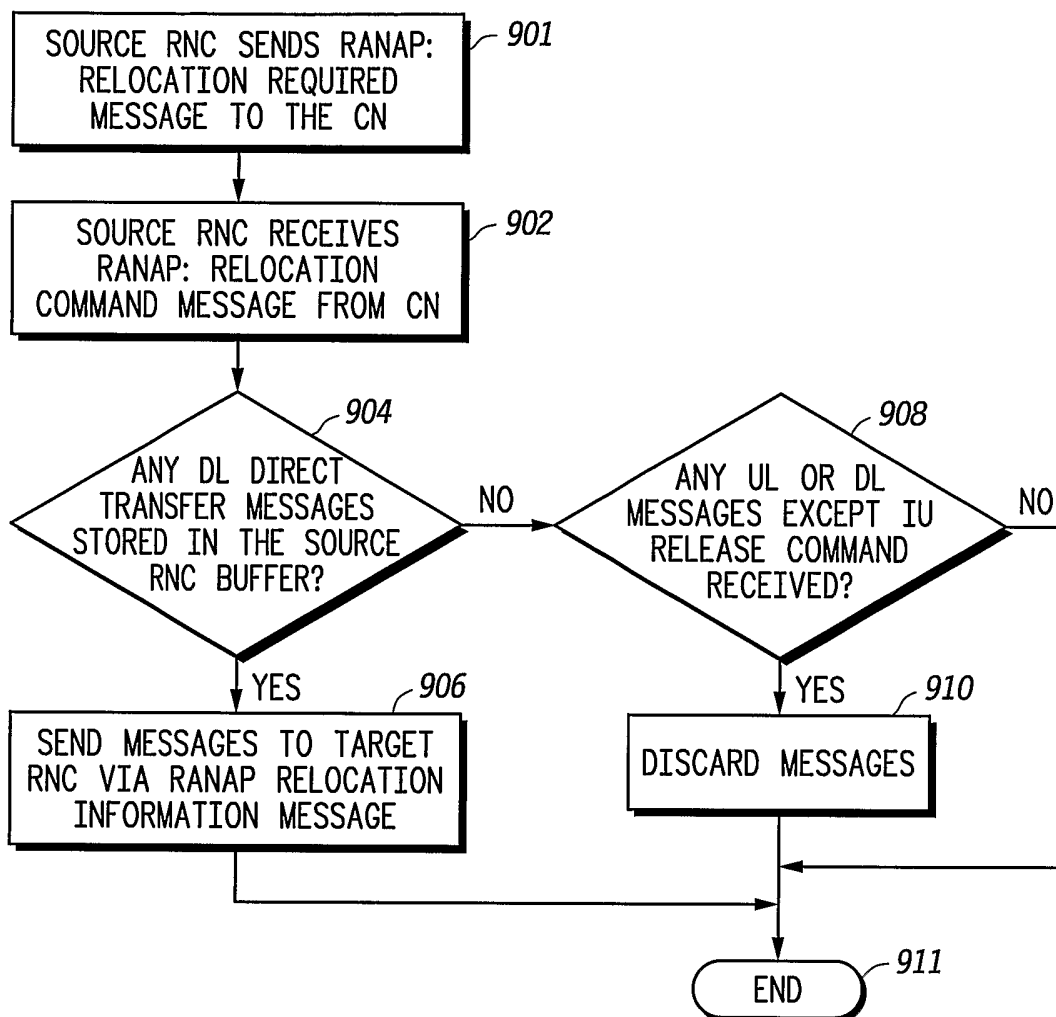 SOURCE RNC SENDS RANAP:
RELOCATION REQUIRED
MESSAGE TO THE CN
901
SOURCE RNC RECEIVES
RANAP: RELOCATION
COMMAND MESSAGE FROM CN
902
ANY DL DIRECT
TRANSFER MESSAGES
STORED IN THE SOURCE
RNC BUFFER?
904
NO
YES
ANY UL OR DL
MESSAGES EXCEPT IU
RELEASE COMMAND
RECEIVED?
908
NO
YES
SEND MESSAGES TO TARGET
RNC VIA RANAP RELOCATION
INFORMATION MESSAGE
906
DISCARD MESSAGES
910
END
911